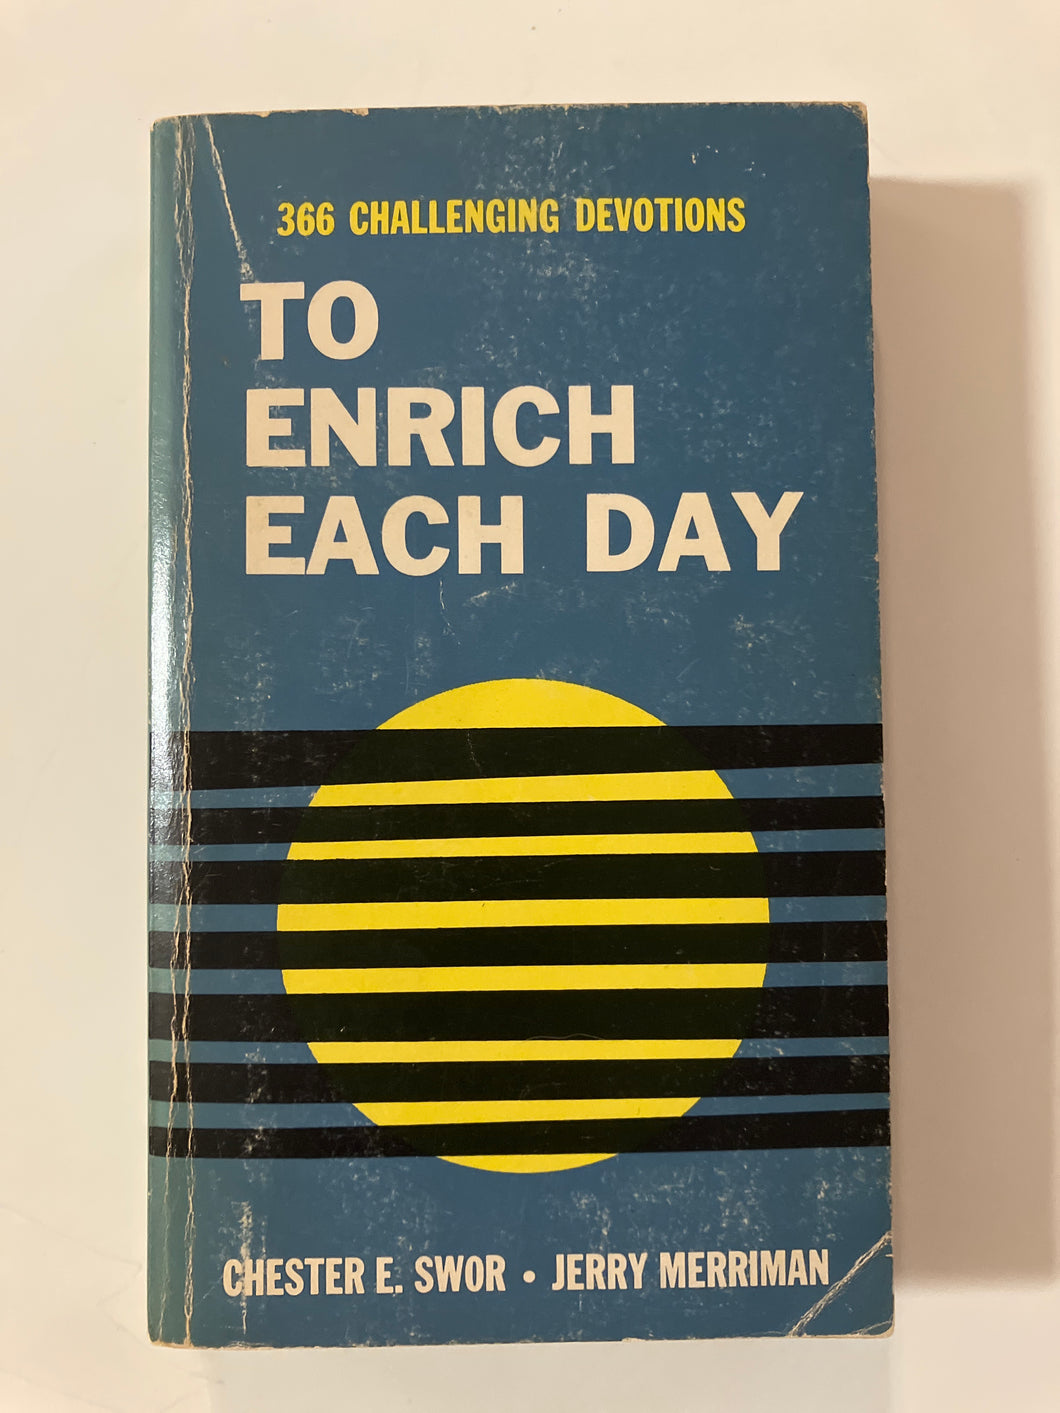 366 CHALLENGING DEVOTIONS
TO
ENRICH
EACH DAY
CHESTER E. SWOR • JERRY MERRIMAN